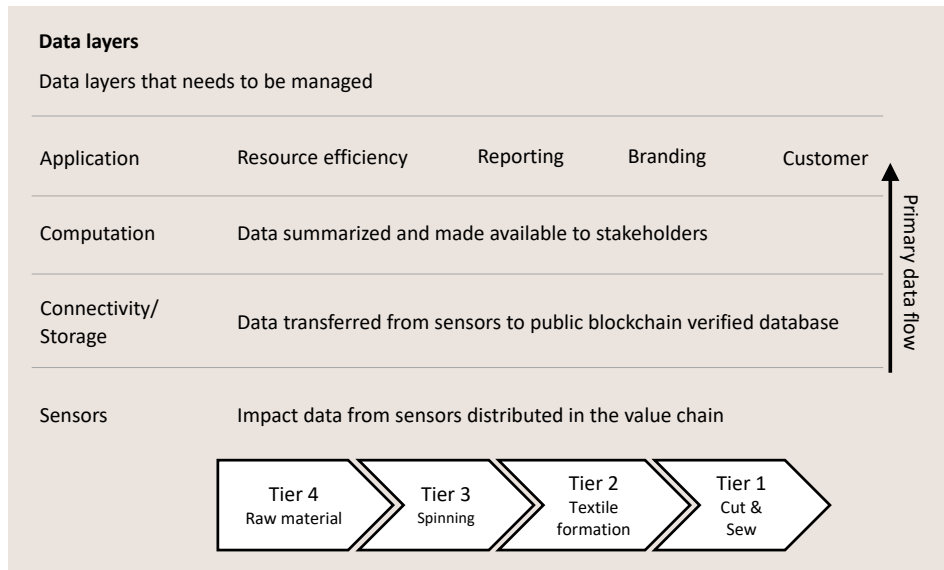 Data layers
Data layers that needs to be managed
Application
Resource efficiency
Reporting
Branding
Customer
Computation
Data summarized and made available to stakeholders
Connectivity/
Storage
Data transferred from sensors to public blockchain verified database
Sensors
Impact data from sensors distributed in the value chain
Primary data flow
Tier 4
Raw material
Tier 3
Spinning
Tier 2
Textile
formation
Tier 1
Cut &
Sew